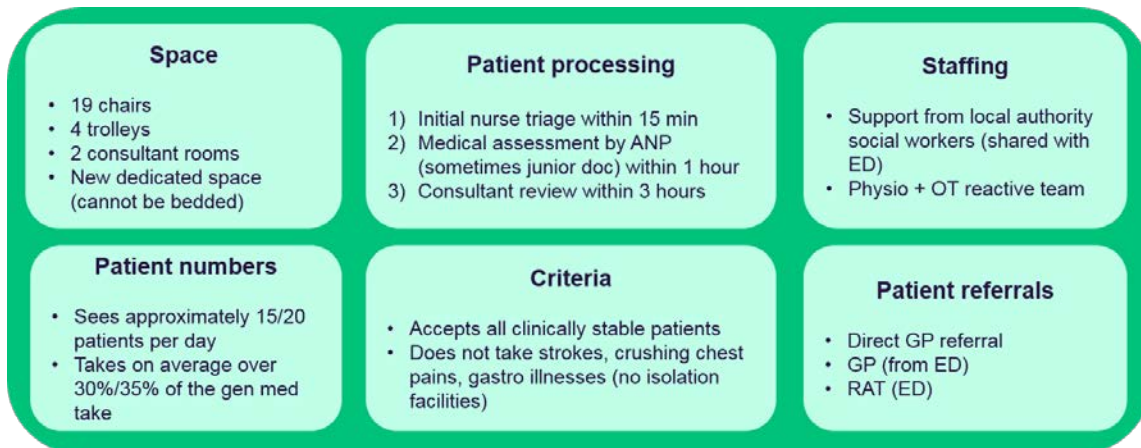 Space
• 19 chairs
• 4 trolleys
• 2 consultant rooms
• New dedicated space
(cannot be bedded)
Patient processing
1) Initial nurse triage within 15 min
2) Medical assessment by ANP
(sometimes junior doc) within 1 hour
3) Consultant review within 3 hours
Staffing
• Support from local authority
social workers (shared with
ED)
• Physio + OT reactive team
Patient numbers
• Sees approximately 15/20
patients per day
• Takes on average over
30%/35% of the gen med
take
Criteria
• Accepts all clinically stable patients
• Does not take strokes, crushing chest
pains, gastro illnesses (no isolation
facilities)
Patient referrals
• Direct GP referral
• GP (from ED)
• RAT (ED)